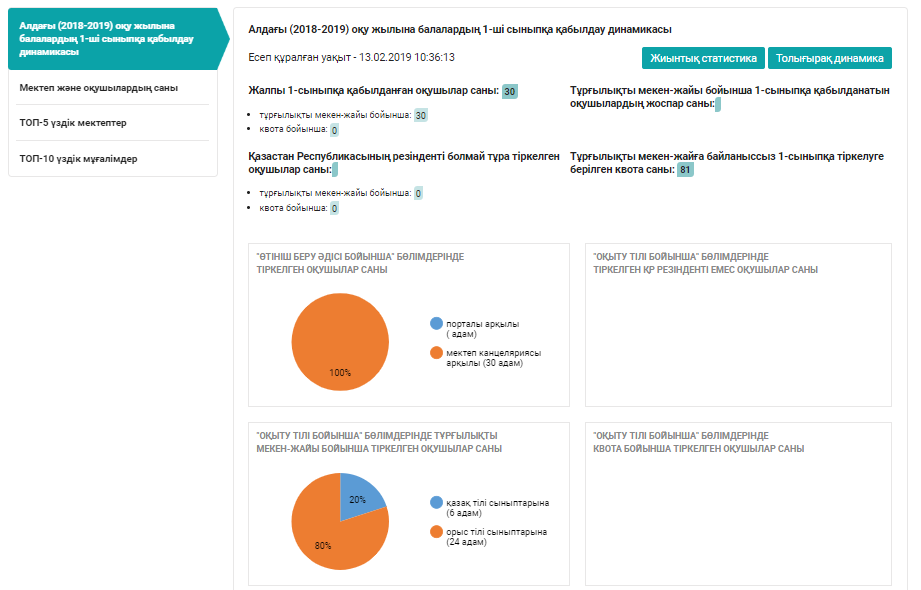 Алдағы (2018-2019) оқу жылына
балалардың 1-ші сыныпқа қабылдау
динамикасы
Мектеп және оқушылардың саны
ТОП-5 үздік мектептер
ТОП-10 үздік мұғалімдер
Алдағы (2018-2019) оқу жылына балалардың 1-ші сыныпқа қабылдау динамикасы
Есеп құралған уақыт - 13.02.2019 10:36:13
Жиынтық статистика
Толығырақ динамика
Жалпы 1-сыныпқа қабылданған оқушылар саны: 30
тұрғылықты мекен-жайы бойынша: 30
квота бойынша: 0
Тұрғылықты мекен-жайы бойынша 1-сыныпқа қабылданатын
оқушылардың жоспар саны:
Қазастан Республикасының резінденті болмай тұра тіркелген
оқушылар саны:
тұрғылықты мекен-жайы бойынша: 0
квота бойынша: 0
Тұрғылықты мекен-жайға байланыссыз 1-сыныпқа тіркелуге
берілген квота саны: 81
"ӨТІНІШ БЕРУ ӘДІСІ БОЙЫНША" БӨЛІМДЕРІНДЕ
ТІРКЕЛГЕН ОҚУШЫЛАР САНЫ
100%
порталы арқылы
( адам)
мектеп канцеляриясы
арқылы (30 адам)
"ОҚЫТУ ТІЛІ БОЙЫНША" БӨЛІМДЕРІНДЕ
ТІРКЕЛГЕН ҚР РЕЗІНДЕНТІ ЕМЕС ОҚУШЫЛАР САНЫ
"ОҚЫТУ ТІЛІ БОЙЫНША" БӨЛІМДЕРІНДЕ ТҰРҒЫЛЫҚТЫ
МЕКЕН-ЖАЙЫ БОЙЫНША ТІРКЕЛГЕН ОҚУШЫЛАР САНЫ
20%
80%
қазақ тілі сыныптарына
(6 адам)
орыс тілі сыныптарына
(24 адам)
"ОҚЫТУ ТІЛІ БОЙЫНША" БӨЛІМДЕРІНДЕ
КВОТА БОЙЫНША ТІРКЕЛГЕН ОҚУШЫЛАР САНЫ